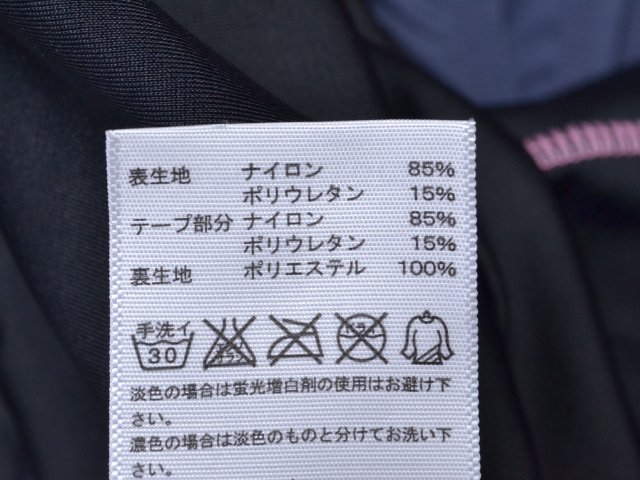 表生地 ナイロン 85%
ポリウレタン 15%
テープ部分 ナイロン 85%
ポリウレタン 15%
裏生地 ポリエステル 100%
手洗イ
30
淡色の場合は蛍光増白剤の使用はお避け下
さい。
濃色の場合は淡色のものと分けてお洗い下
さい。